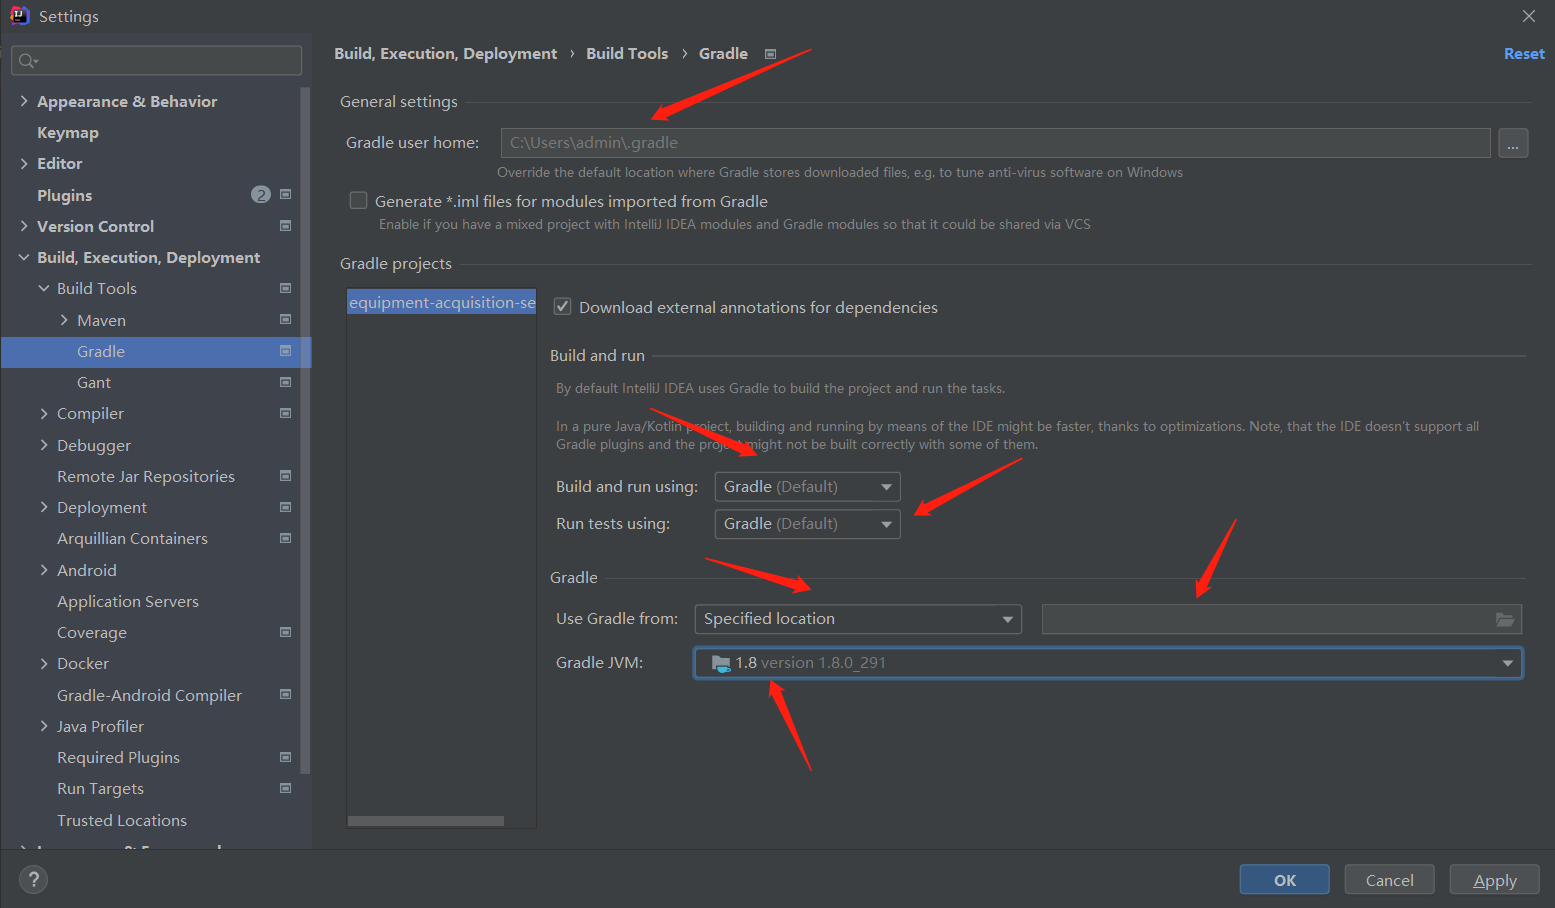 Settings
Build, Execution, Deployment › Build Tools › Gradle
Reset
Appearance & Behavior
Keymap
Editor
Plugins 2
Version Control
Build, Execution, Deployment
Build Tools
Maven
Gradle
Gant
Compiler
Debugger
Remote Jar Repositories
Deployment
Arquillian Containers
Android
Application Servers
Coverage
Docker
Gradle-Android Compiler
Java Profiler
Required Plugins
Run Targets
Trusted Locations
General settings
Gradle user home: C:\Users\admin\.gradle ...
Override the default location where Gradle stores downloaded files, e.g. to tune anti-virus software on Windows
Generate *.iml files for modules imported from Gradle
Enable if you have a mixed project with IntelliJ IDEA modules and Gradle modules so that it could be shared via VCS
Gradle projects
equipment-acquisition-se
Download external annotations for dependencies
Build and run
By default IntelliJ IDEA uses Gradle to build the project and run the tasks.
In a pure Java/Kotlin project, building and running by means of the IDE might be faster, thanks to optimizations. Note, that the IDE doesn't support all
Gradle plugins and the project might not be built correctly with some of them.
Build and run using: Gradle (Default)
Run tests using: Gradle (Default)
Gradle
Use Gradle from: Specified location
Gradle JVM: 1.8 version 1.8.0_291
?
OK
Cancel
Apply